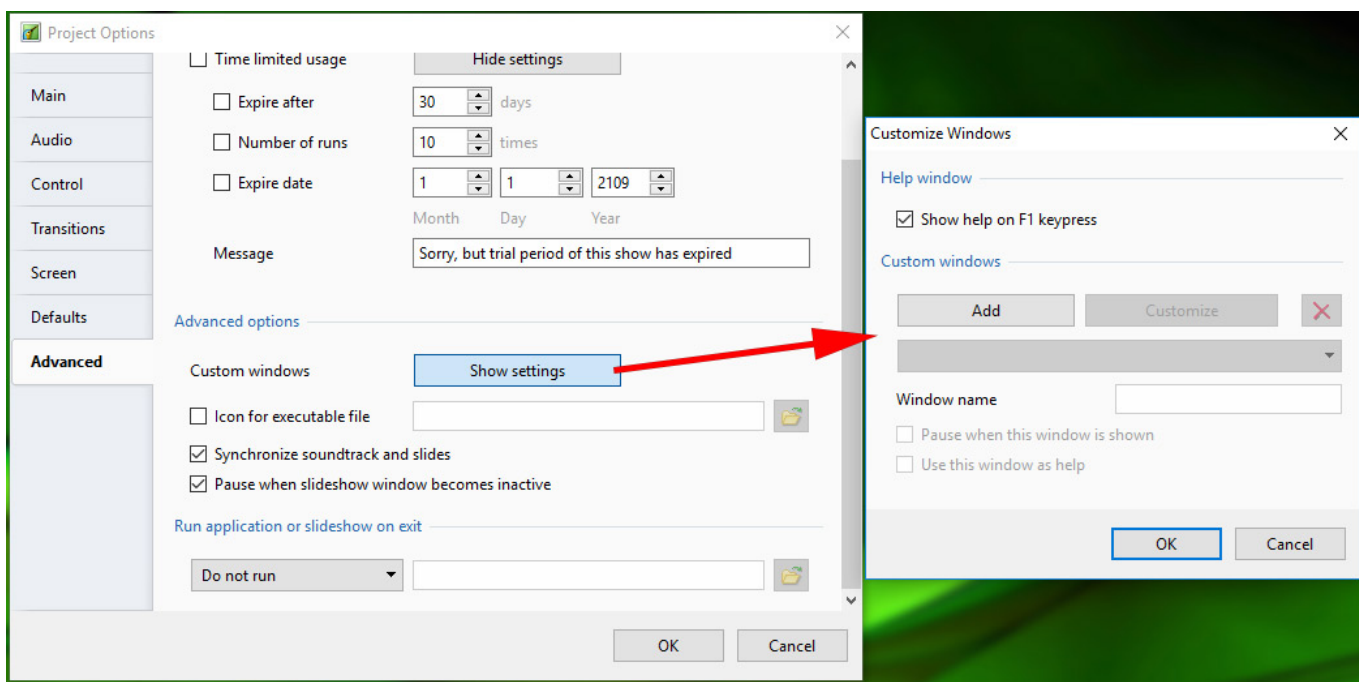 Project Options
Time limited usage
Hide settings
Main
Expire after
30
days
Audio
Number of runs
10
times
Control
Expire date
1
1
2109
Month
Day
Year
Transitions
Message
Sorry, but trial period of this show has expired
Screen
Defaults
Advanced options
Advanced
Custom windows
Show settings
Icon for executable file
Synchronize soundtrack and slides
Pause when slideshow window becomes inactive
Run application or slideshow on exit
Do not run
OK
Cancel
Customize Windows
Help window
Show help on F1 keypress
Custom windows
Add
Customize
Window name
Pause when this window is shown
Use this window as help
OK
Cancel